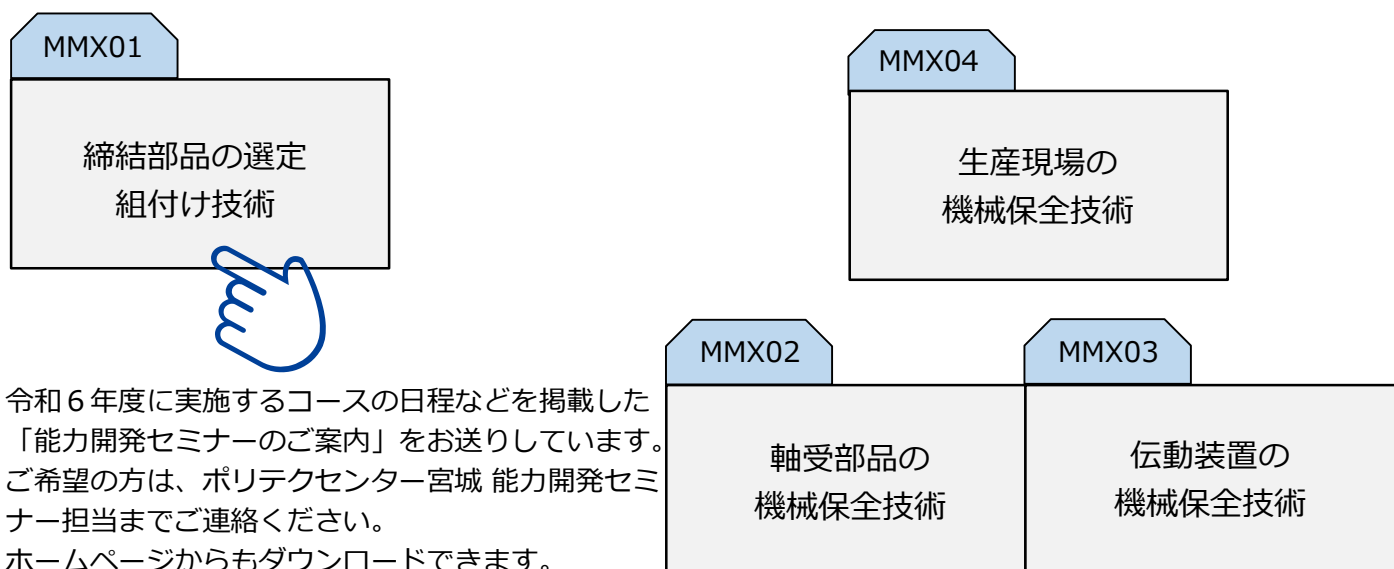 MMX01
締結部品の選定
組付け技術
MMX04
生産現場の
機械保全技術
MMX02
軸受部品の
機械保全技術
MMX03
伝動装置の
機械保全技術
令和６年度に実施するコースの日程などを掲載した
「能力開発セミナーのご案内」をお送りしています。
ご希望の方は、ポリテクセンター宮城 能力開発セミ
ナー担当までご連絡ください。
ホームページからもダウンロードできます。